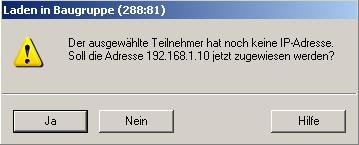 Laden in Baugruppe (288:81)
Der ausgewählte Teilnehmer hat noch keine IP-Adresse.
Soll die Adresse 192.168.1.10 jetzt zugewiesen werden?
Ja
Nein
Hilfe